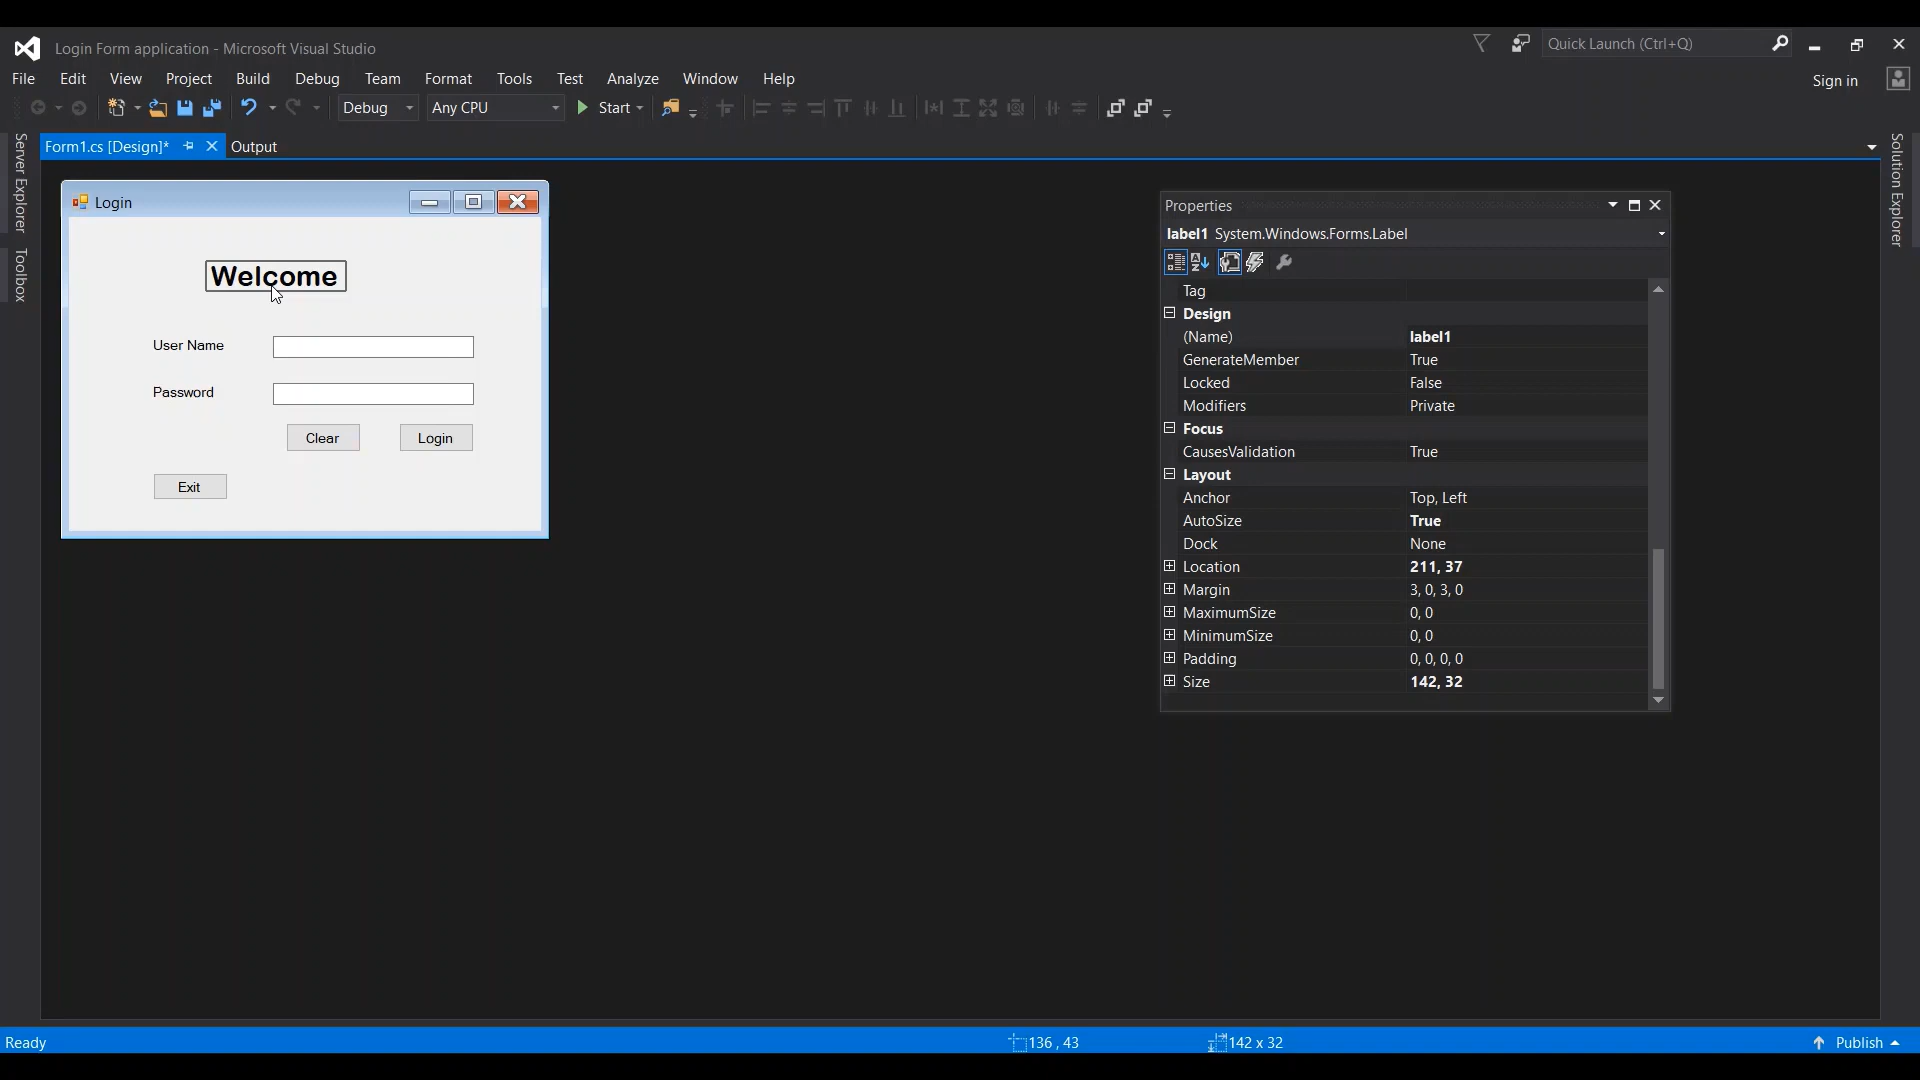 Login Form application - Microsoft Visual Studio
Quick Launch (Ctrl+Q)
File Edit View Project Build Debug Team Format Tools Test Analyze Window Help
Sign in
Debug Any CPU Start
Form1.cs [Design]* Output
Server Explorer
Toolbox
Solution Explorer
Login
Welcome
User Name
Password
Clear Login
Exit
Properties
label1 System.Windows.Forms.Label
Tag
Design
(Name) label1
GenerateMember True
Locked False
Modifiers Private
Focus
CausesValidation True
Layout
Anchor Top, Left
AutoSize True
Dock None
Location 211, 37
Margin 3, 0, 3, 0
MaximumSize 0, 0
MinimumSize 0, 0
Padding 0, 0, 0, 0
Size 142, 32
Ready 136 , 43 142 x 32 Publish